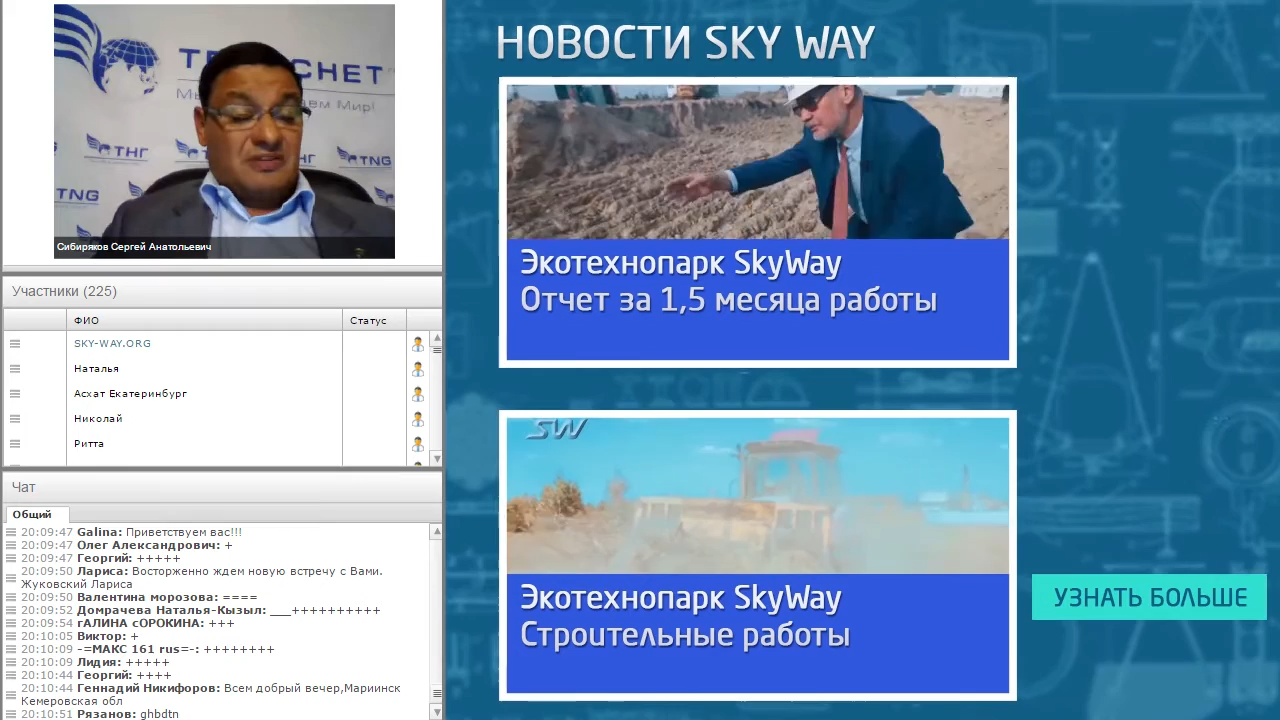 ТНГ
TNG
TNG
Сибиряков Сергей Анатольевич
Участники (225)
ФИО
Статус
SKY-WAY.ORG
Наталья
Асхат Екатеринбург
Николай
Ритта
Чат
Общий
20:09:47 Galina: Приветствуем вас!!!
20:09:47 Олег Александрович: +
20:09:47 Георгий: +++++
20:09:50 Лариса: Восторженно ждем новую встречу с Вами.
Жуковский Лариса
20:09:50 Валентина морозова: ====
20:09:52 Домрачева Наталья-Кызыл: ___++++++++++
20:09:54 гАЛИНА сОРОКИНА: +++
20:10:05 Виктор: +
20:10:09 -=МАКС 161 rus=-: ++++++++
20:10:09 Лидия: +++++
20:10:44 Георгий: ++++
20:10:44 Геннадий Никифоров: Всем добрый вечер,Мариинск
Кемеровская обл
20:10:51 Рязанов: ghbdtn
НОВОСТИ SKY WAY
Экотехнопарк SkyWay
Отчет за 1,5 месяца работы
SW
Экотехнопарк SkyWay
Строительные работы
УЗНАТЬ БОЛЬШЕ